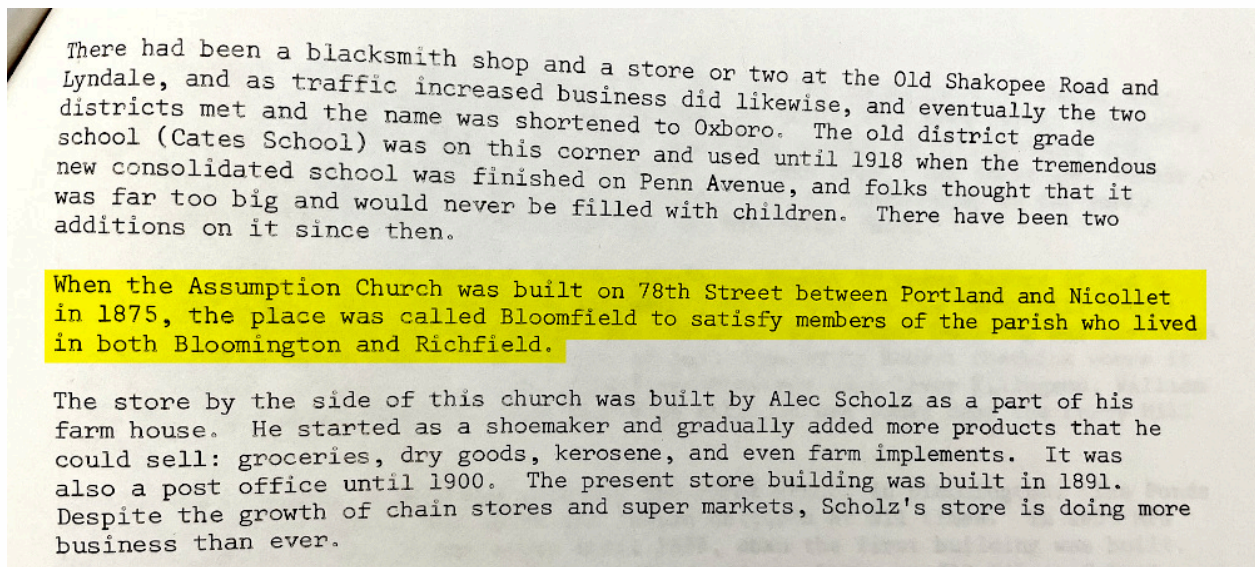 There had been a blacksmith shop and a store or two at the Old Shakopee Road and
Lyndale, and as traffic increased business did likewise, and eventually the two
districts met and the name was shortened to Oxboro. The old district grade
school (Cates School) was on this corner and used until 1918 when the tremendous
new consolidated school was finished on Penn Avenue, and folks thought that it
was far too big and would never be filled with children. There have been two
additions on it since then.
When the Assumption Church was built on 78th Street between Portland and Nicollet
in 1875, the place was called Bloomfield to satisfy members of the parish who lived
in both Bloomington and Richfield.
The store by the side of this church was built by Alec Scholz as a part of his
farm house. He started as a shoemaker and gradually added more products that he
could sell: groceries, dry goods, kerosene, and even farm implements. It was
also a post office until 1900. The present store building was built in 1891.
Despite the growth of chain stores and super markets, Scholz's store is doing more
business than ever.